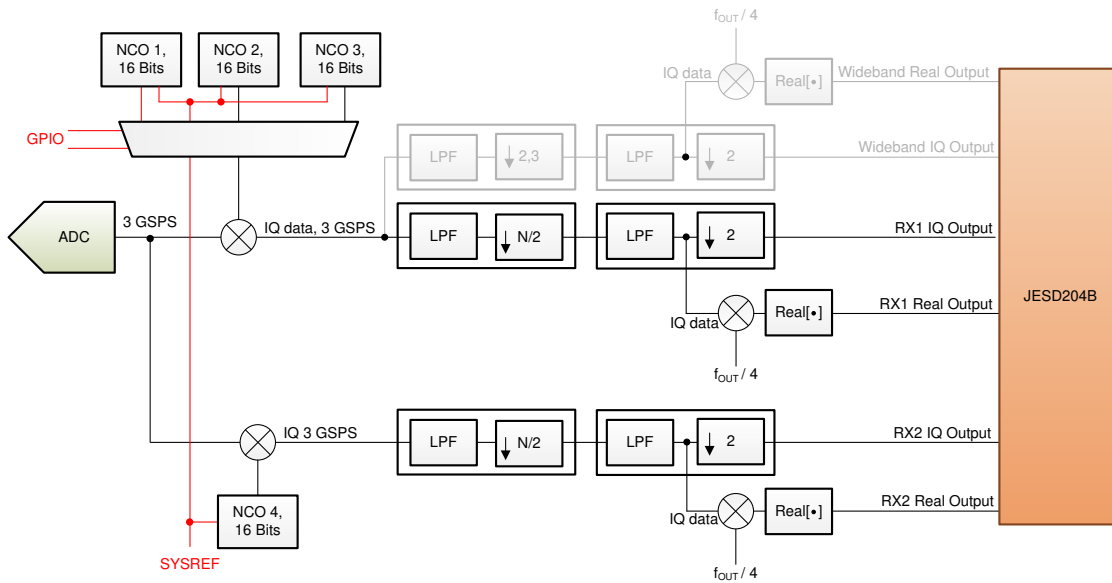 f_OUT / 4
NCO 1,
16 Bits
NCO 2,
16 Bits
NCO 3,
16 Bits
IQ data
Real[•]
Wideband Real Output
GPIO
LPF
2,3
LPF
2
Wideband IQ Output
ADC
3 GSPS
IQ data, 3 GSPS
LPF
N/2
LPF
2
RX1 IQ Output
JESD204B
IQ data
Real[•]
RX1 Real Output
f_OUT / 4
IQ 3 GSPS
LPF
N/2
LPF
2
RX2 IQ Output
NCO 4,
16 Bits
IQ data
Real[•]
RX2 Real Output
SYSREF
f_OUT / 4